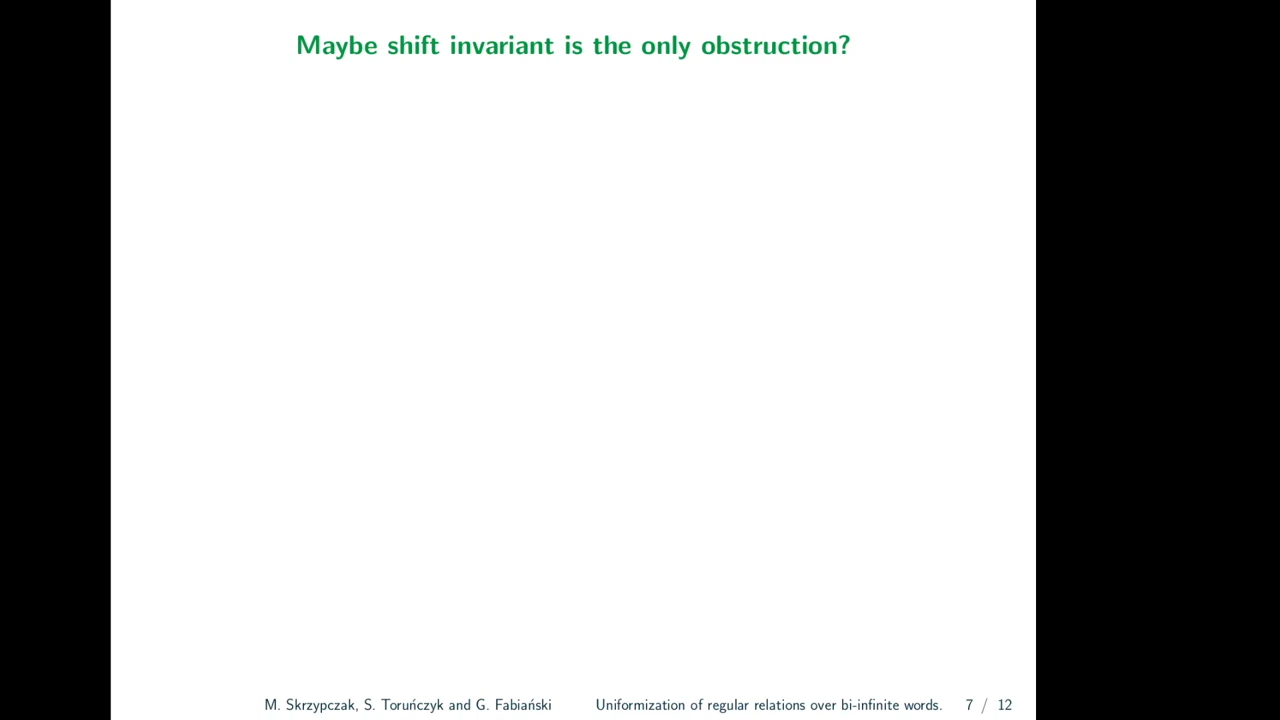 Maybe shift invariant is the only obstruction?
M. Skrzypczak, S. Toruńczyk and G. Fabiański Uniformization of regular relations over bi-infinite words. 7 / 12